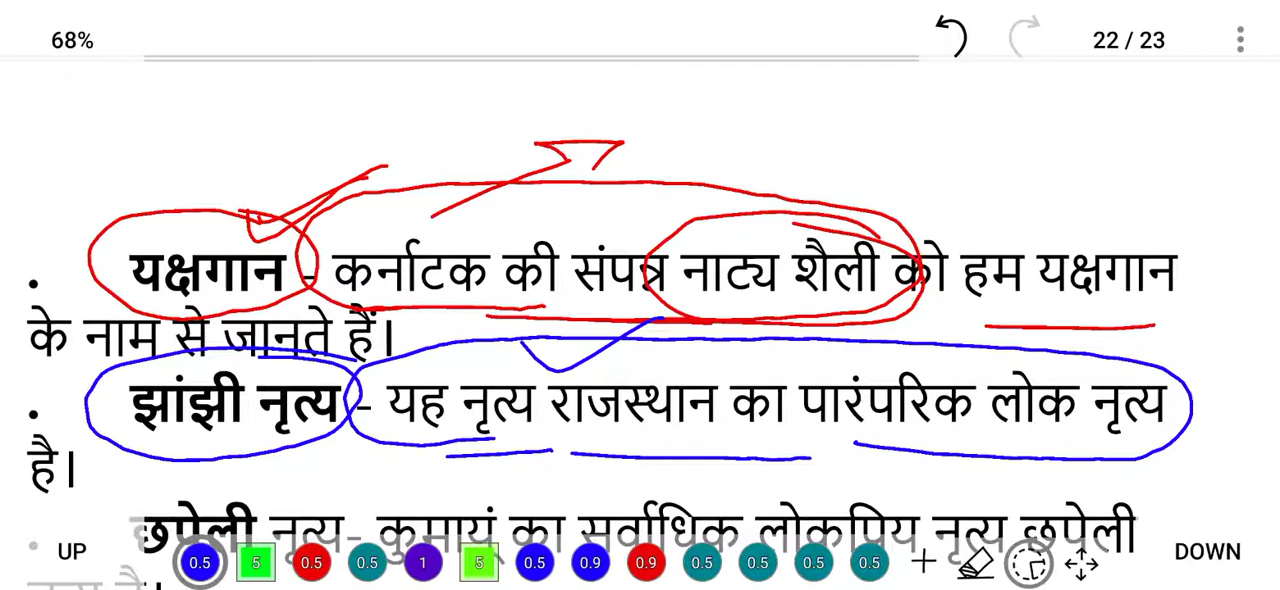 68%
22 / 23
• यक्षगान - कर्नाटक की संपन्न नाट्य शैली को हम यक्षगान
के नाम से जानते हैं।
• झांझी नृत्य - यह नृत्य राजस्थान का पारंपरिक लोक नृत्य
है।
• छपेली नृत्य- कुमायूं का सर्वाधिक लोकप्रिय नृत्य छपेली
UP 0.5 5 0.5 0.5 1 5 0.5 0.9 0.9 0.5 0.5 0.5 0.5 DOWN